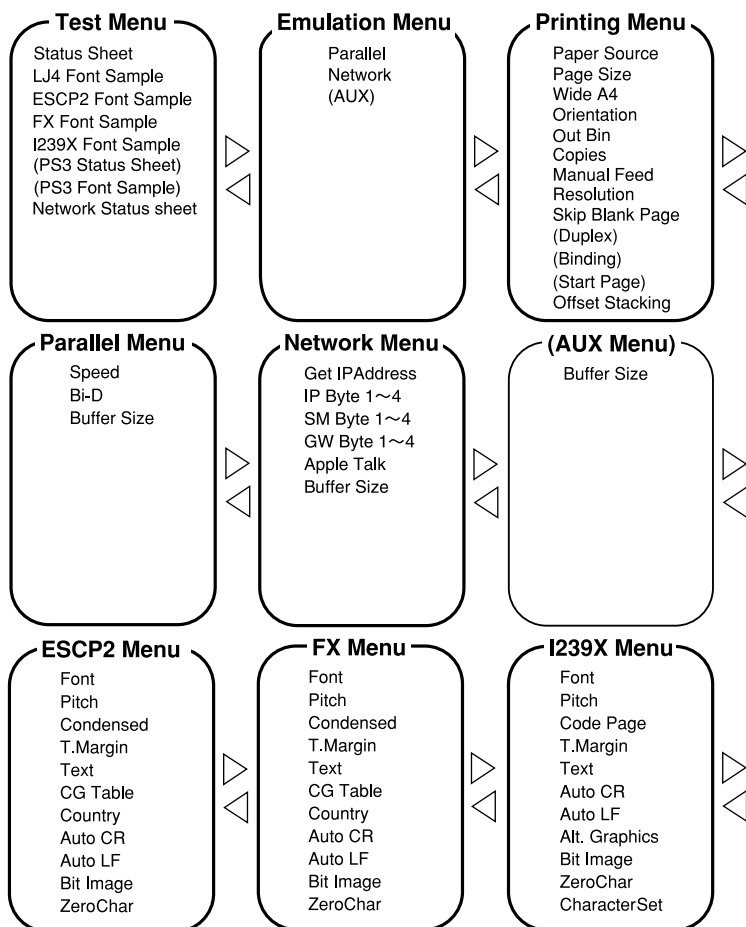 Test Menu
Status Sheet
LJ4 Font Sample
ESCP2 Font Sample
FX Font Sample
I239X Font Sample
(PS3 Status Sheet)
(PS3 Font Sample)
Network Status sheet
Emulation Menu
Parallel
Network
(AUX)
Printing Menu
Paper Source
Page Size
Wide A4
Orientation
Out Bin
Copies
Manual Feed
Resolution
Skip Blank Page
(Duplex)
(Binding)
(Start Page)
Offset Stacking
Parallel Menu
Speed
Bi-D
Buffer Size
Network Menu
Get IPAddress
IP Byte 1～4
SM Byte 1～4
GW Byte 1～4
Apple Talk
Buffer Size
(AUX Menu)
Buffer Size
ESCP2 Menu
Font
Pitch
Condensed
T.Margin
Text
CG Table
Country
Auto CR
Auto LF
Bit Image
ZeroChar
FX Menu
Font
Pitch
Condensed
T.Margin
Text
CG Table
Country
Auto CR
Auto LF
Bit Image
ZeroChar
I239X Menu
Font
Pitch
Code Page
T.Margin
Text
Auto CR
Auto LF
Alt. Graphics
Bit Image
ZeroChar
CharacterSet